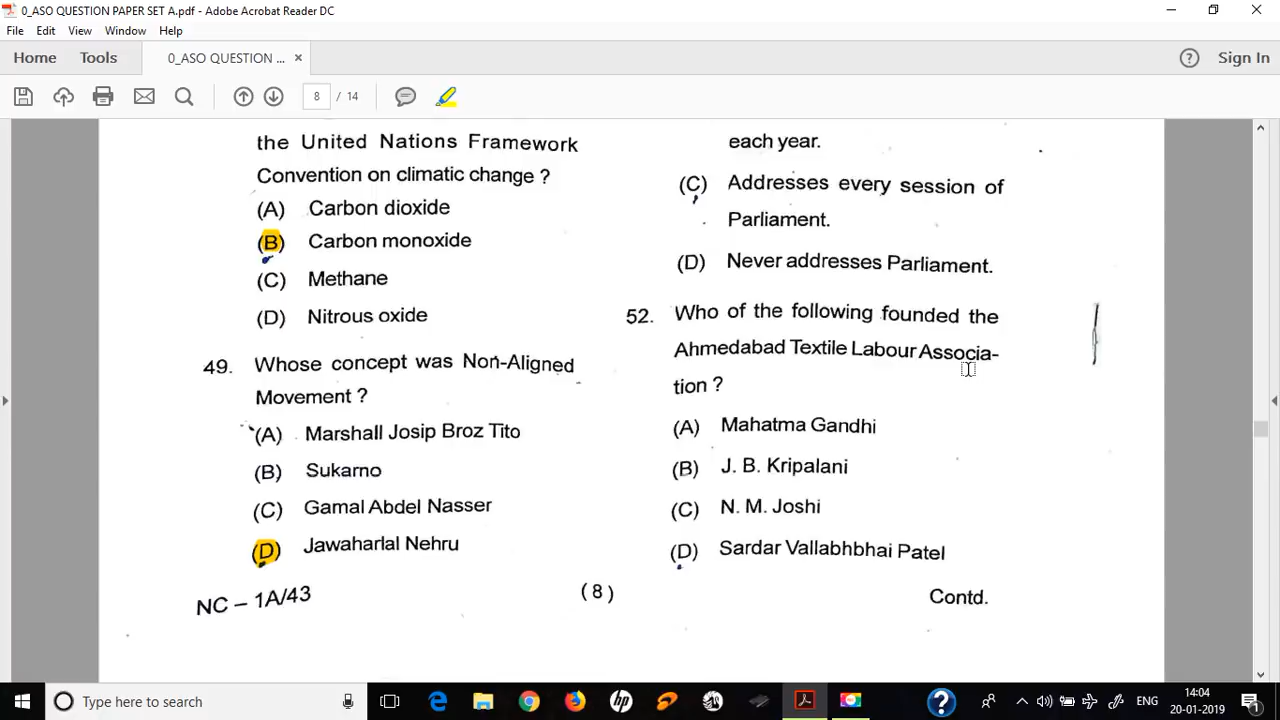 0_ASO QUESTION PAPER SET A.pdf - Adobe Acrobat Reader DC
File Edit View Window Help
Home Tools 0_ASO QUESTION ... × Sign In
8 / 14
the United Nations Framework
Convention on climatic change ?
(A) Carbon dioxide
(B) Carbon monoxide
(C) Methane
(D) Nitrous oxide
49. Whose concept was Non-Aligned
Movement ?
(A) Marshall Josip Broz Tito
(B) Sukarno
(C) Gamal Abdel Nasser
(D) Jawaharlal Nehru
NC – 1A/43
each year.
(C) Addresses every session of
Parliament.
(D) Never addresses Parliament.
52. Who of the following founded the
Ahmedabad Textile Labour Associa-
tion ?
(A) Mahatma Gandhi
(B) J. B. Kripalani
(C) N. M. Joshi
(D) Sardar Vallabhbhai Patel
(8)
Contd.
Type here to search
hp
ENG
14:04
20-01-2019
1